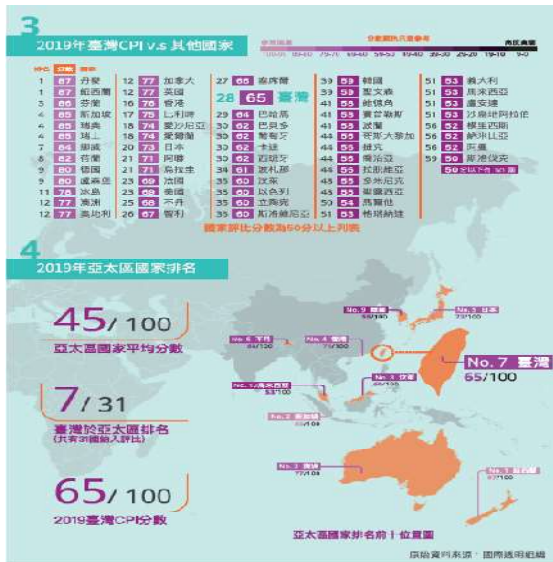 3
2019年臺灣CPI v.s 其他國家
分數顏色只是參考
排名 分數 國家
1 87 丹麥
1 87 紐西蘭
3 86 芬蘭
4 85 新加坡
4 85 瑞典
4 85 瑞士
7 84 挪威
8 82 荷蘭
9 80 德國
9 80 盧森堡
11 78 冰島
12 77 澳洲
12 77 奧地利
12 77 加拿大
12 77 英國
16 76 香港
17 75 比利時
18 74 愛沙尼亞
18 74 愛爾蘭
20 73 日本
21 71 阿聯
21 71 烏拉圭
23 69 法國
23 69 美國
25 68 不丹
26 67 智利
27 66 塞席爾
28 65 臺灣
29 64 巴哈馬
30 62 巴貝多
30 62 葡萄牙
30 62 卡達
30 62 西班牙
34 61 波札那
35 60 汶萊
35 60 以色列
35 60 立陶宛
35 60 斯洛維尼亞
39 59 韓國
39 59 聖文森
41 58 維德角
41 58 賽普勒斯
41 58 波蘭
44 56 哥斯大黎加
44 56 捷克
44 56 喬治亞
44 56 拉脫維亞
48 55 多米尼克
48 55 聖露西亞
50 54 馬爾他
51 53 格瑞納達
51 53 義大利
51 53 馬來西亞
51 53 盧安達
51 53 沙烏地阿拉伯
56 52 模里西斯
56 52 納米比亞
56 52 阿曼
59 50 斯洛伐克
國家評比分數為50分以上列表
4
2019年亞太區國家排名
45/100
亞太區國家平均分數
7/31
臺灣於亞太區排名
(共有31國納入評比)
65/100
2019臺灣CPI分數
No.7 臺灣
65/100
亞太區國家排名前十位置圖
原始資料來源：國際透明組織